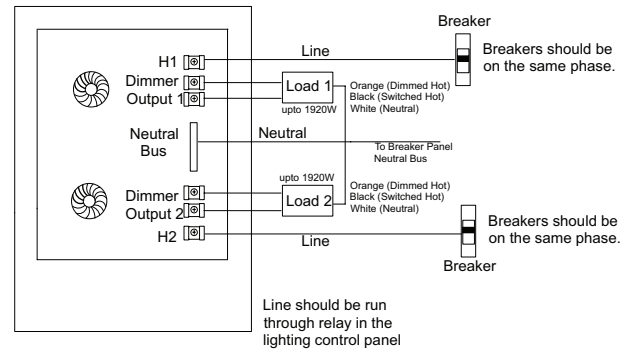 Breaker
H1
Line
Breakers should be
on the same phase.
Dimmer
Output 1
Load 1
upto 1920W
Orange (Dimmed Hot)
Black (Switched Hot)
White (Neutral)
Neutral
Bus
Neutral
To Breaker Panel
Neutral Bus
upto 1920W
Dimmer
Output 2
Load 2
Orange (Dimmed Hot)
Black (Switched Hot)
White (Neutral)
H2
Line
Breakers should be
on the same phase.
Breaker
Line should be run
through relay in the
lighting control panel